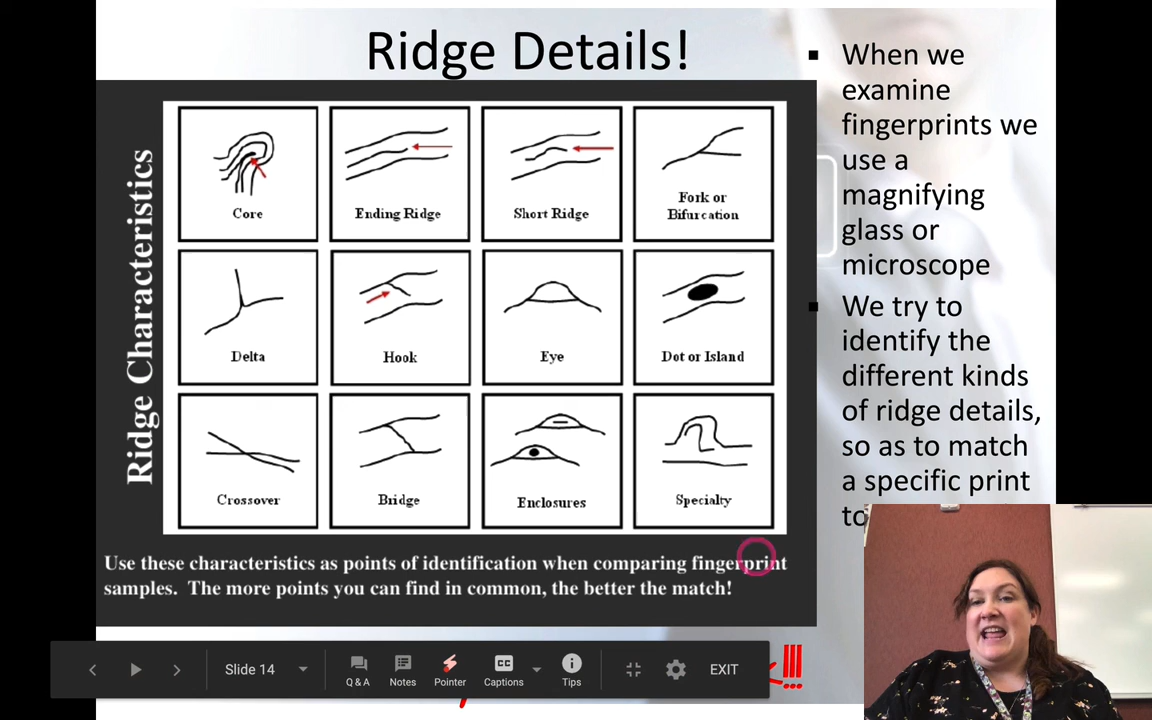 Ridge Details!
Ridge Characteristics
Core
Ending Ridge
Short Ridge
Fork or
Bifurcation
Delta
Hook
Eye
Dot or Island
Crossover
Bridge
Enclosures
Specialty
Use these characteristics as points of identification when comparing fingerprint
samples. The more points you can find in common, the better the match!
▪ When we
examine
fingerprints we
use a
magnifying
glass or
microscope
▪ We try to
identify the
different kinds
of ridge details,
so as to match
a specific print
to
!!!
Slide 14
Q & A
Notes
Pointer
CC
Captions
Tips
EXIT